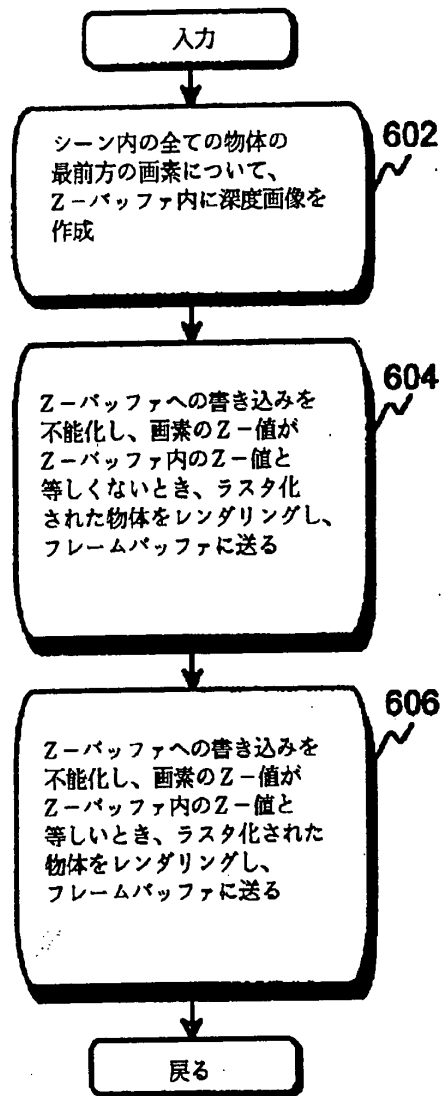 入力
602
シーン内の全ての物体の
最前方の画素について、
Z－バッファ内に深度画像を
作成
604
Z－バッファへの書き込みを
不能化し、画素のZ－値が
Z－バッファ内のZ－値と
等しくないとき、ラスタ化
された物体をレンダリングし、
フレームバッファに送る
606
Z－バッファへの書き込みを
不能化し、画素のZ－値が
Z－バッファ内のZ－値と
等しいとき、ラスタ化された
物体をレンダリングし、
フレームバッファに送る
戻る